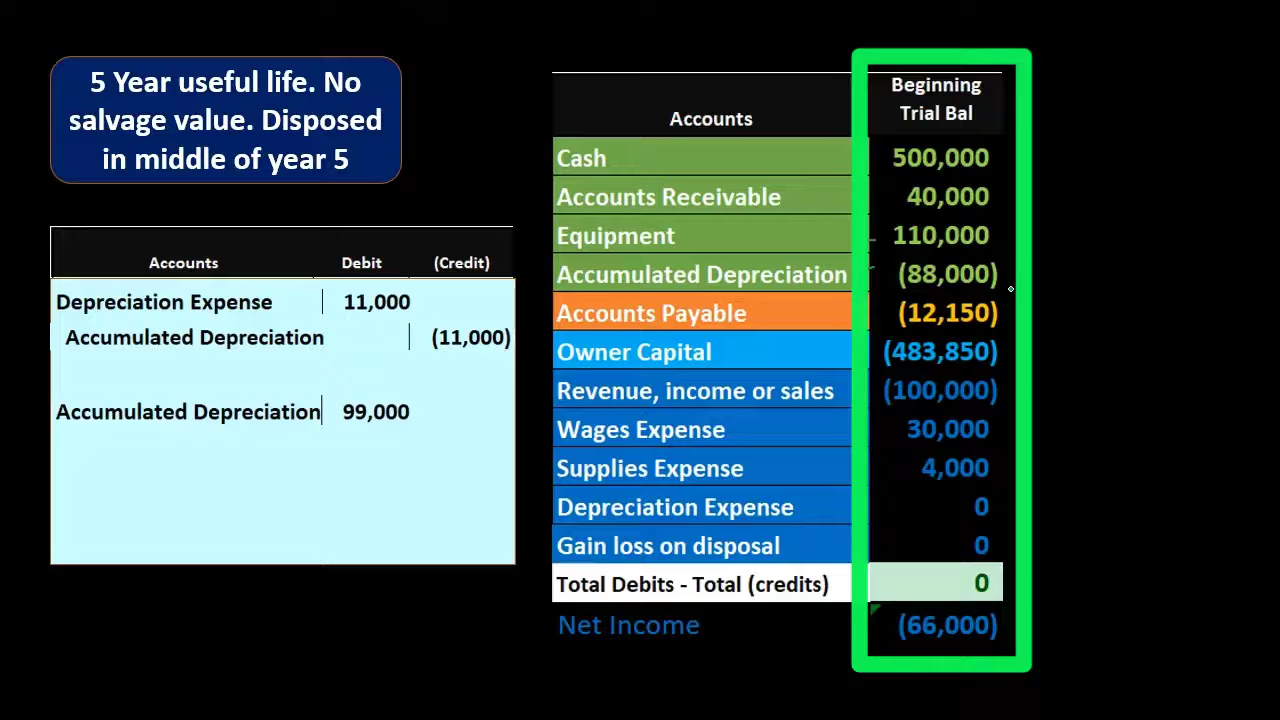 5 Year useful life. No
salvage value. Disposed
in middle of year 5
Accounts Debit (Credit)
Depreciation Expense 11,000
Accumulated Depreciation (11,000)
Accumulated Depreciation 99,000
Accounts Beginning Trial Bal
Cash 500,000
Accounts Receivable 40,000
Equipment 110,000
Accumulated Depreciation (88,000)
Accounts Payable (12,150)
Owner Capital (483,850)
Revenue, income or sales (100,000)
Wages Expense 30,000
Supplies Expense 4,000
Depreciation Expense 0
Gain loss on disposal 0
Total Debits - Total (credits) 0
Net Income (66,000)